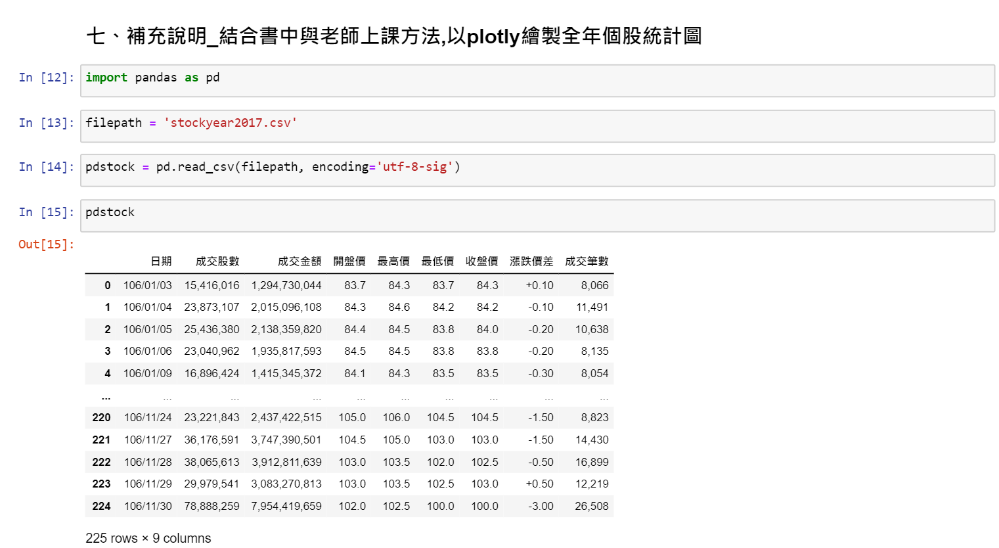 七、補充說明_結合書中與老師上課方法,以plotly繪製全年個股統計圖
In [12]: import pandas as pd
In [13]: filepath = 'stockyear2017.csv'
In [14]: pdstock = pd.read_csv(filepath, encoding='utf-8-sig')
In [15]: pdstock
Out[15]:
日期 成交股數 成交金額 開盤價 最高價 最低價 收盤價 漲跌價差 成交筆數
0 106/01/03 15,416,016 1,294,730,044 83.7 84.3 83.7 84.3 +0.10 8,066
1 106/01/04 23,873,107 2,015,096,108 84.3 84.6 84.2 84.2 -0.10 11,491
2 106/01/05 25,436,380 2,138,359,820 84.4 84.5 83.8 84.0 -0.20 10,638
3 106/01/06 23,040,962 1,935,817,593 84.5 84.5 83.8 83.8 -0.20 8,135
4 106/01/09 16,896,424 1,415,345,372 84.1 84.3 83.5 83.5 -0.30 8,054
... ... ... ... ... ... ... ... ... ...
220 106/11/24 23,221,843 2,437,422,515 105.0 106.0 104.5 104.5 -1.50 8,823
221 106/11/27 36,176,591 3,747,390,501 104.5 105.0 103.0 103.0 -1.50 14,430
222 106/11/28 38,065,613 3,912,811,639 103.0 103.5 102.0 102.5 -0.50 16,899
223 106/11/29 29,979,541 3,083,270,813 103.0 103.5 102.5 103.0 +0.50 12,219
224 106/11/30 78,888,259 7,954,419,659 102.0 102.5 100.0 100.0 -3.00 26,508
225 rows × 9 columns